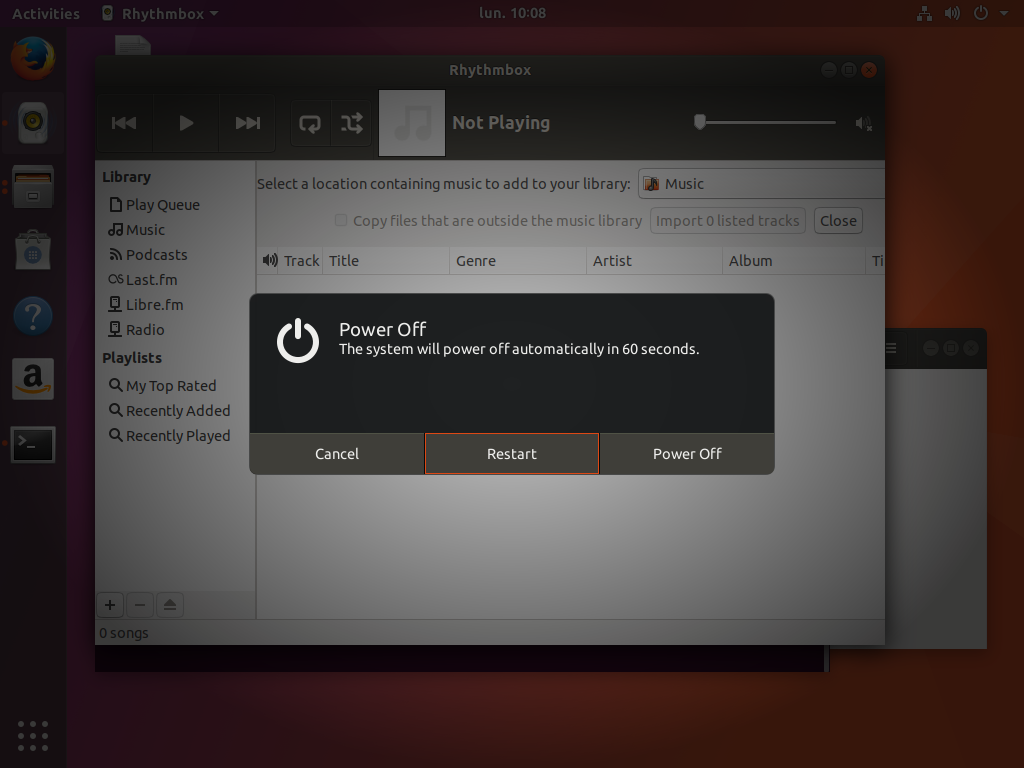 Activities
Rhythmbox
lun. 10:08
Rhythmbox
Not Playing
Library
Play Queue
Music
Podcasts
Last.fm
Libre.fm
Radio
Playlists
My Top Rated
Recently Added
Recently Played
Select a location containing music to add to your library: Music
Copy files that are outside the music library Import 0 listed tracks Close
Track Title Genre Artist Album Ti
Power Off
The system will power off automatically in 60 seconds.
Cancel Restart Power Off
0 songs